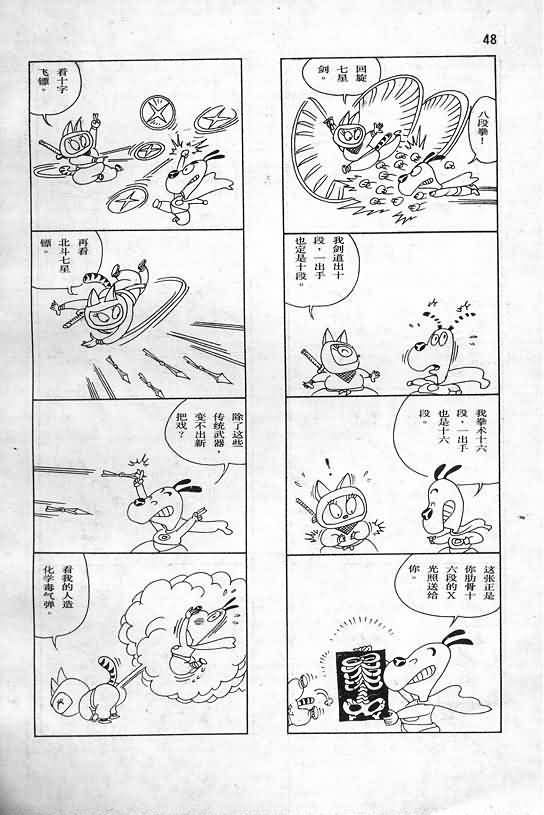 48
回旋
七星
剑。
八段拳！
我剑道出十
段，一出手
也定是十段。
我拳术十六
段，一出手
也是十六
段。
这张正是
你肋骨十
六段的X
光照送给
你。
看十字
飞镖。
再看
北斗七星
镖。
除了这些
传统武器，
变不出新
把戏？
看我的人造
化学毒气弹。